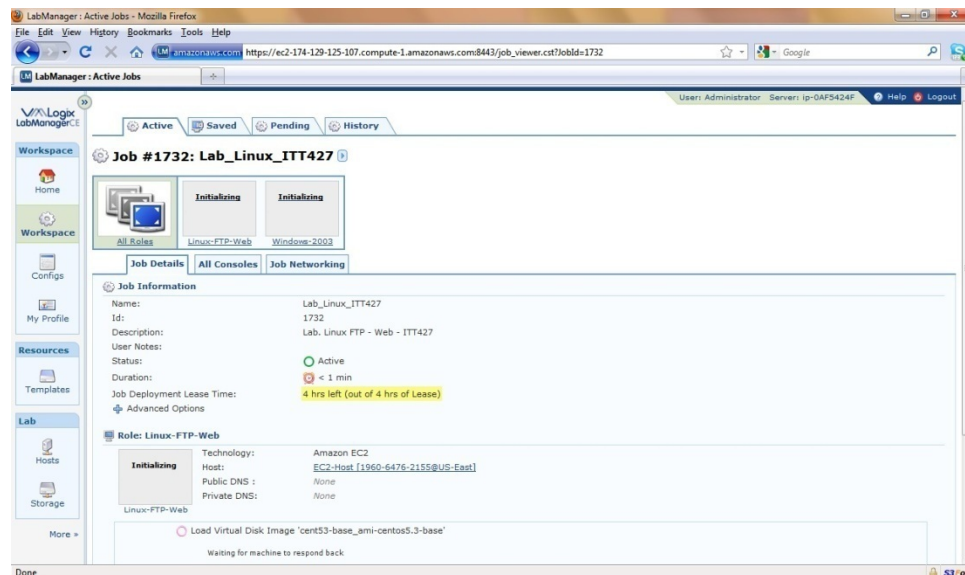 LabManager : Active Jobs - Mozilla Firefox
File Edit View History Bookmarks Tools Help
LM amazonaws.com https://ec2-174-129-125-107.compute-1.amazonaws.com:8443/job_viewer.cst?JobId=1732
Google
LM LabManager : Active Jobs
User: Administrator Server: ip-0AF5424F Help Logout
VMLogix
LabManagerCE
Active Saved Pending History
Workspace
Home
Workspace
Configs
My Profile
Resources
Templates
Lab
Hosts
Storage
More »
Job #1732: Lab_Linux_ITT427
Initializing Initializing
All Roles Linux-FTP-Web Windows-2003
Job Details All Consoles Job Networking
Job Information
Name: Lab_Linux_ITT427
Id: 1732
Description: Lab. Linux FTP - Web - ITT427
User Notes:
Status: Active
Duration: < 1 min
Job Deployment Lease Time: 4 hrs left (out of 4 hrs of Lease)
Advanced Options
Role: Linux-FTP-Web
Initializing
Linux-FTP-Web
Technology: Amazon EC2
Host: EC2-Host [1960-6476-2155@US-East]
Public DNS : None
Private DNS: None
Load Virtual Disk Image 'cent53-base_ami-centos5.3-base'
Waiting for machine to respond back
Done